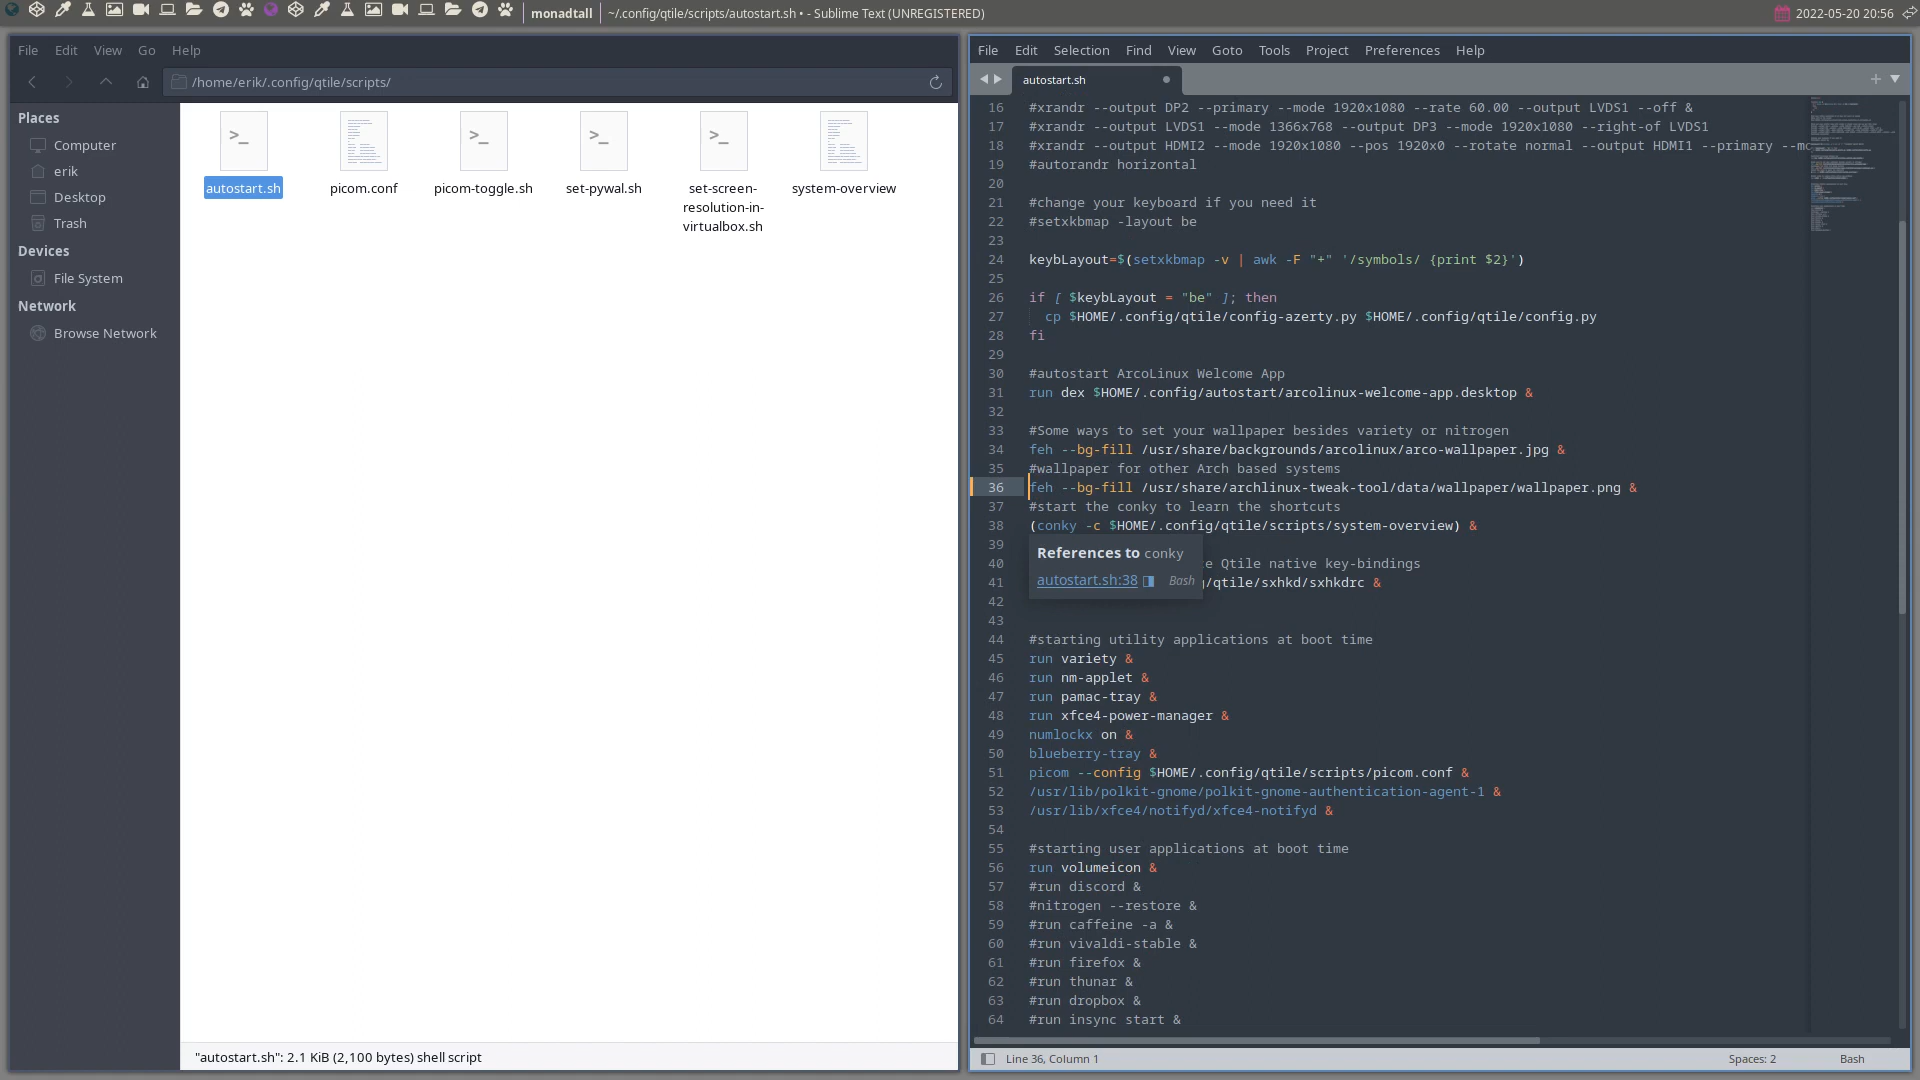 monadtall
~/.config/qtile/scripts/autostart.sh • - Sublime Text (UNREGISTERED)
2022-05-20 20:56
File Edit View Go Help
/home/erik/.config/qtile/scripts/
Places
Computer
erik
Desktop
Trash
Devices
File System
Network
Browse Network
autostart.sh
picom.conf
picom-toggle.sh
set-pywal.sh
set-screen-
resolution-in-
virtualbox.sh
system-overview
"autostart.sh": 2.1 KiB (2,100 bytes) shell script
File Edit Selection Find View Goto Tools Project Preferences Help
autostart.sh
16 #xrandr --output DP2 --primary --mode 1920x1080 --rate 60.00 --output LVDS1 --off &
17 #xrandr --output LVDS1 --mode 1366x768 --output DP3 --mode 1920x1080 --right-of LVDS1
18 #xrandr --output HDMI2 --mode 1920x1080 --pos 1920x0 --rotate normal --output HDMI1 --primary --mo
19 #autorandr horizontal
20
21 #change your keyboard if you need it
22 #setxkbmap -layout be
23
24 keybLayout=$(setxkbmap -v | awk -F "+" '/symbols/ {print $2}')
25
26 if [ $keybLayout = "be" ]; then
27 cp $HOME/.config/qtile/config-azerty.py $HOME/.config/qtile/config.py
28 fi
29
30 #autostart ArcoLinux Welcome App
31 run dex $HOME/.config/autostart/arcolinux-welcome-app.desktop &
32
33 #Some ways to set your wallpaper besides variety or nitrogen
34 feh --bg-fill /usr/share/backgrounds/arcolinux/arco-wallpaper.jpg &
35 #wallpaper for other Arch based systems
36 feh --bg-fill /usr/share/archlinux-tweak-tool/data/wallpaper/wallpaper.png &
37 #start the conky to learn the shortcuts
38 (conky -c $HOME/.config/qtile/scripts/system-overview) &
39
References to conky
40 Qtile native key-bindings
autostart.sh:38 Bash
41 /qtile/sxhkd/sxhkdrc &
42
43
44 #starting utility applications at boot time
45 run variety &
46 run nm-applet &
47 run pamac-tray &
48 run xfce4-power-manager &
49 numlockx on &
50 blueberry-tray &
51 picom --config $HOME/.config/qtile/scripts/picom.conf &
52 /usr/lib/polkit-gnome/polkit-gnome-authentication-agent-1 &
53 /usr/lib/xfce4/notifyd/xfce4-notifyd &
54
55 #starting user applications at boot time
56 run volumeicon &
57 #run discord &
58 #nitrogen --restore &
59 #run caffeine -a &
60 #run vivaldi-stable &
61 #run firefox &
62 #run thunar &
63 #run dropbox &
64 #run insync start &
Line 36, Column 1
Spaces: 2
Bash